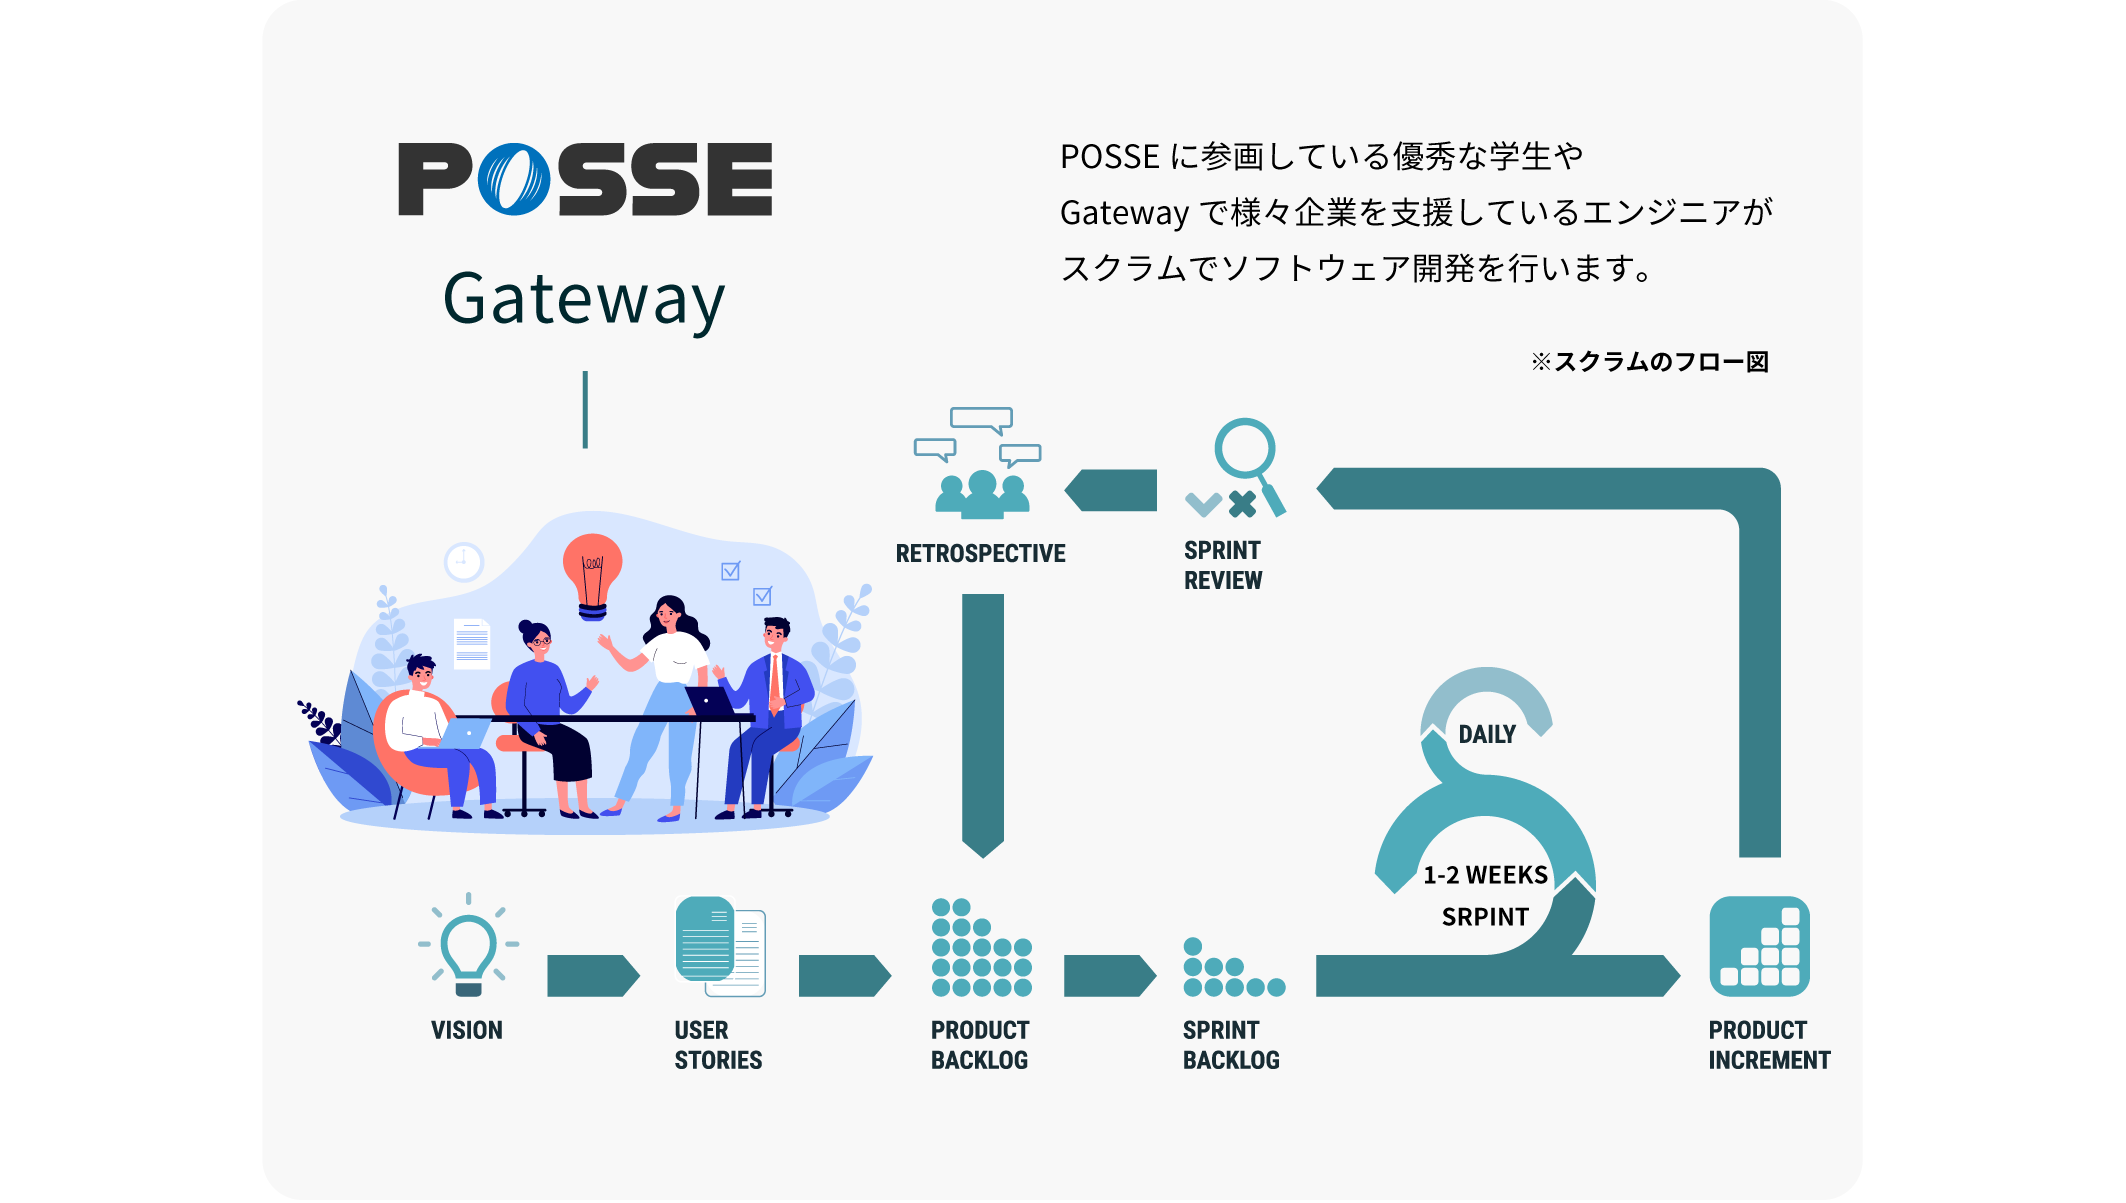 POSSE
Gateway
POSSE に参画している優秀な学生や
Gateway で様々企業を支援しているエンジニアが
スクラムでソフトウェア開発を行います。
※スクラムのフロー図
RETROSPECTIVE
SPRINT
REVIEW
DAILY
1-2 WEEKS
SRPINT
VISION
USER
STORIES
PRODUCT
BACKLOG
SPRINT
BACKLOG
PRODUCT
INCREMENT